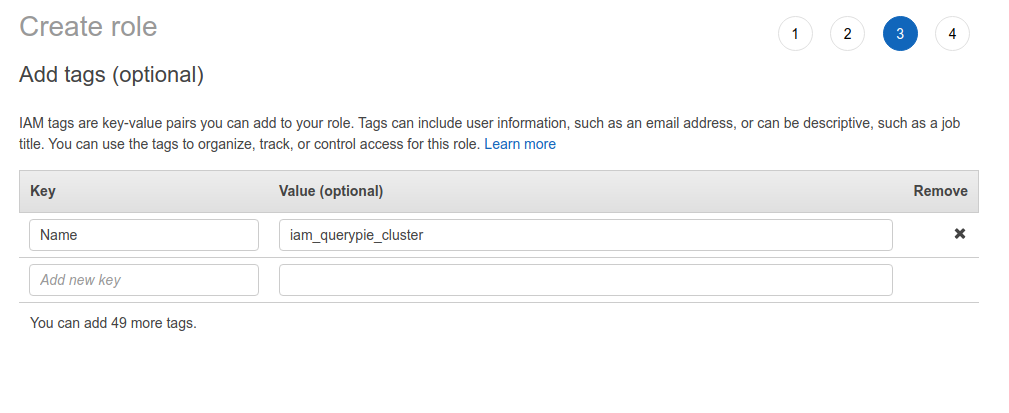 Create role
1 2 3 4
Add tags (optional)
IAM tags are key-value pairs you can add to your role. Tags can include user information, such as an email address, or can be descriptive, such as a job
title. You can use the tags to organize, track, or control access for this role. Learn more
Key Value (optional) Remove
Name iam_querypie_cluster ✖
Add new key
You can add 49 more tags.